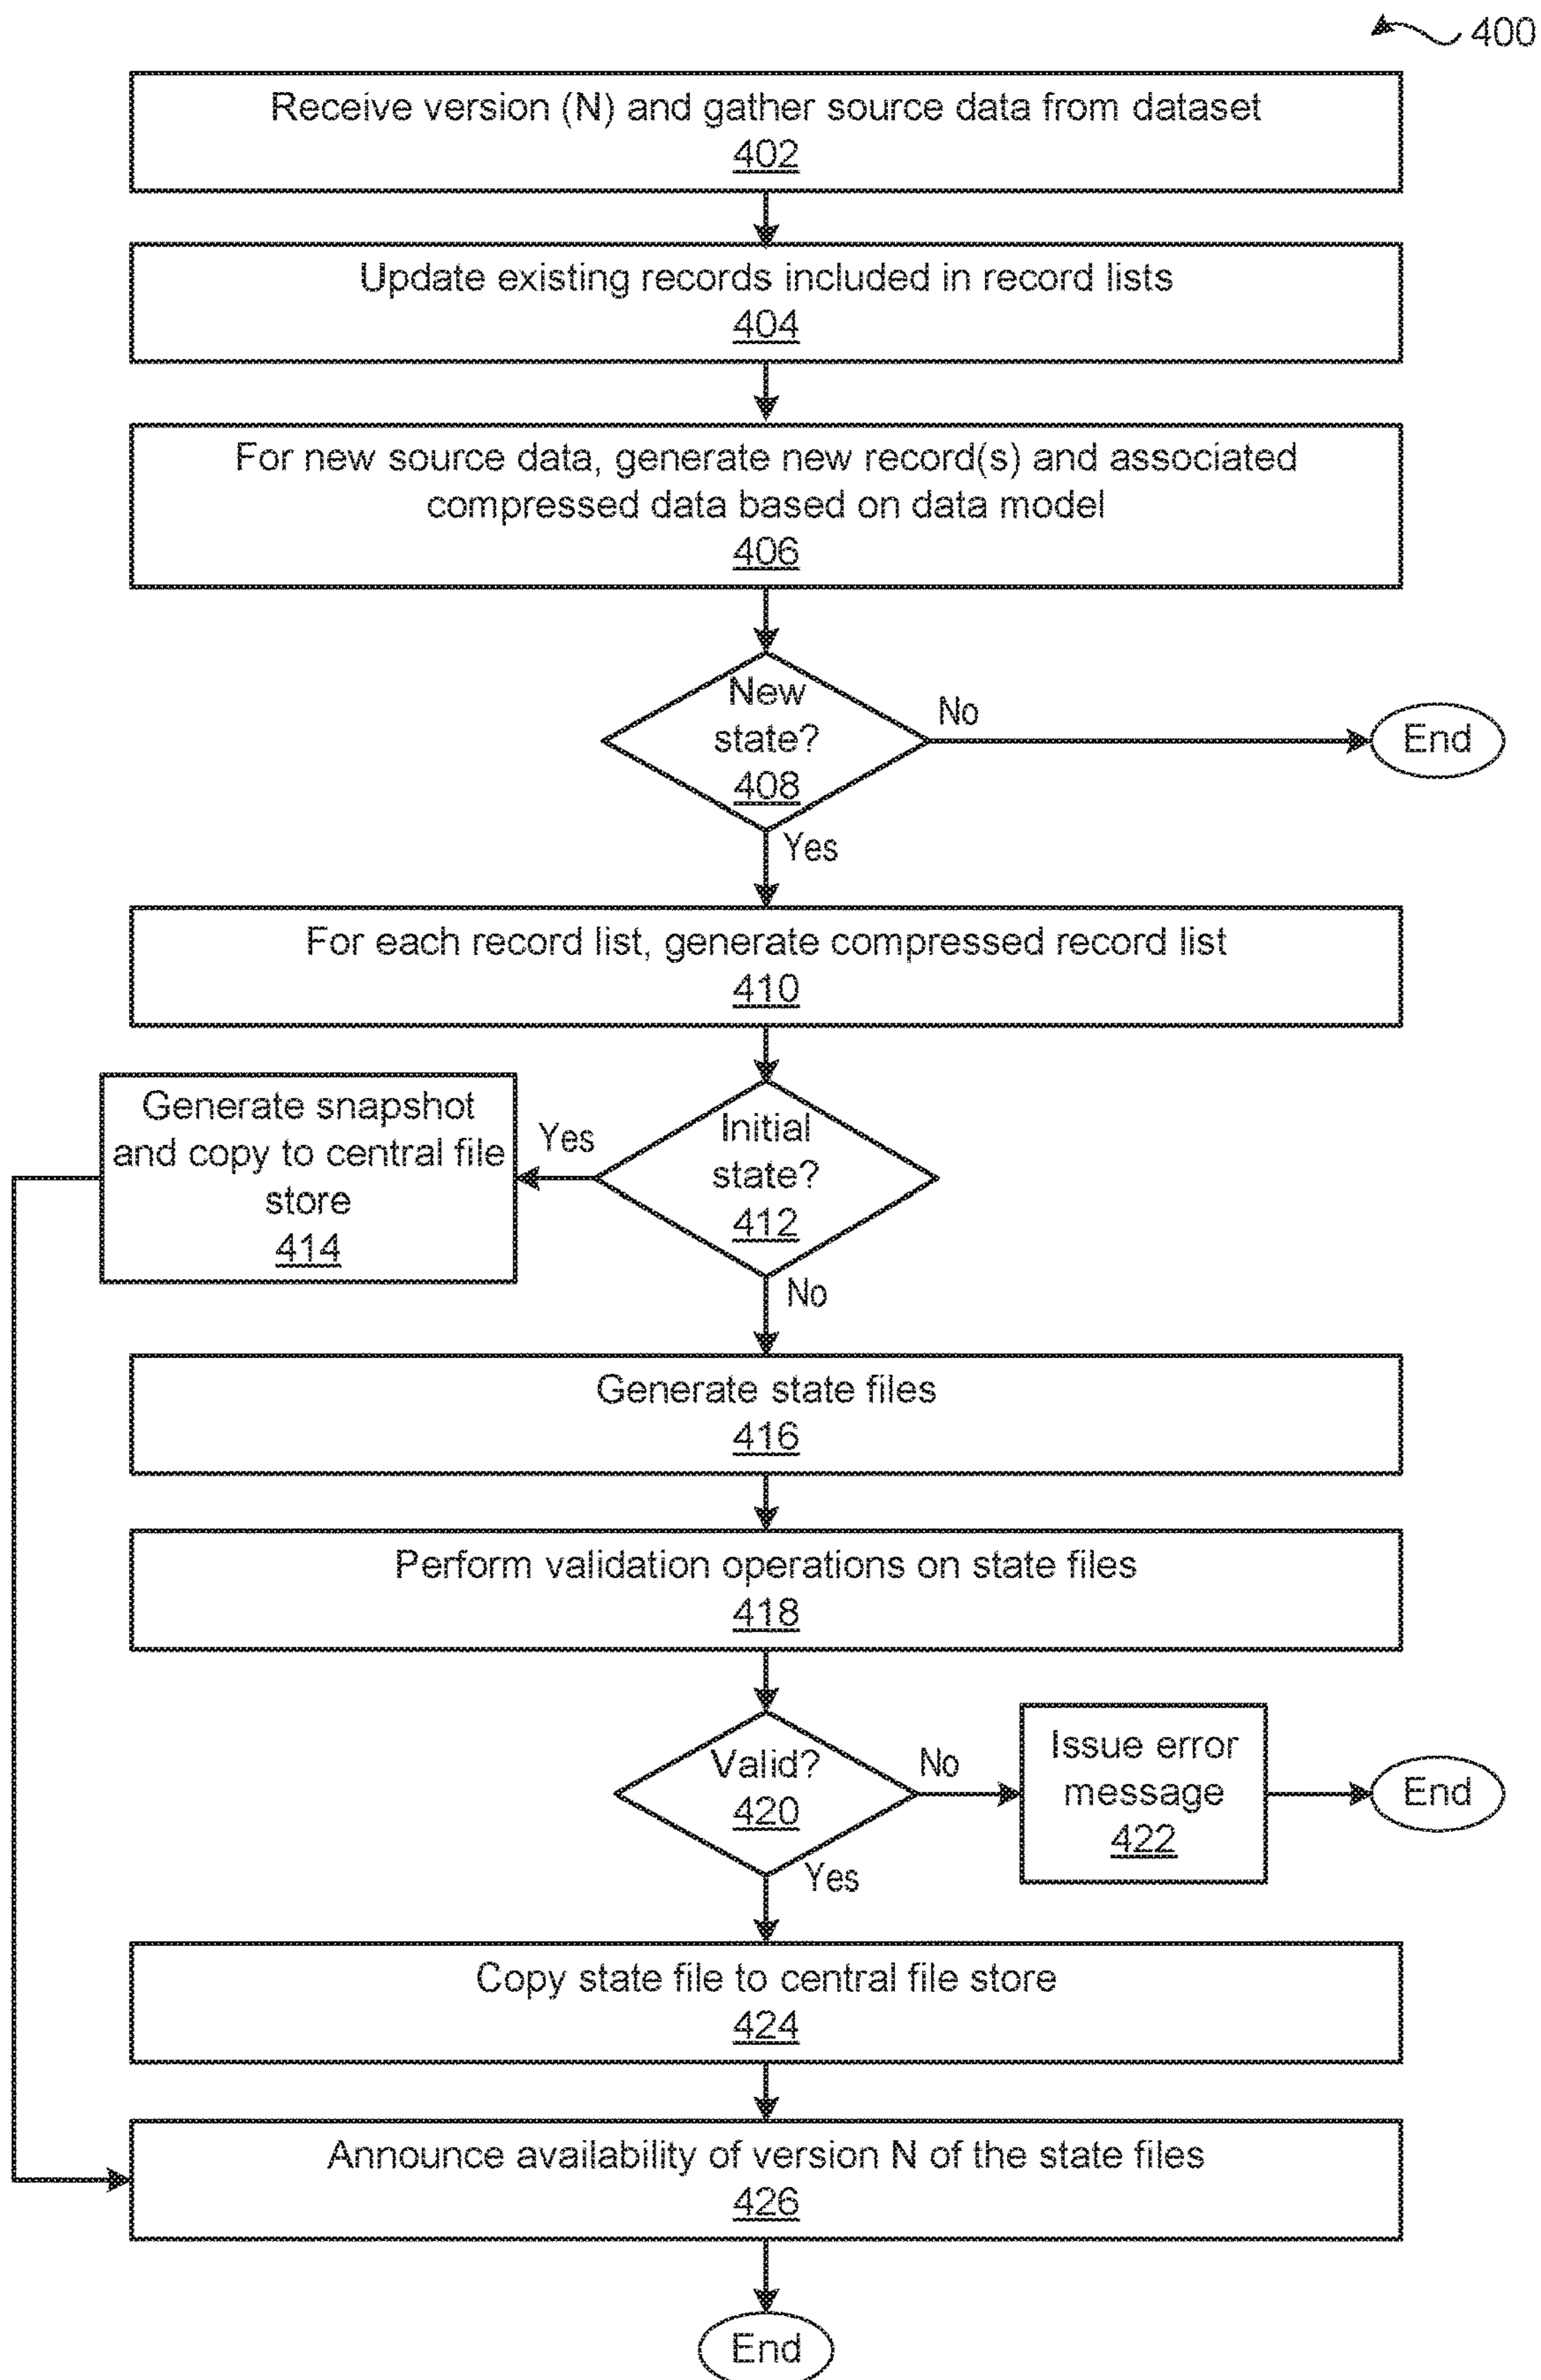 400
Receive version (N) and gather source data from dataset
402
Update existing records included in record lists
404
For new source data, generate new record(s) and associated
compressed data based on data model
406
New
state?
408
No
End
Yes
For each record list, generate compressed record list
410
Generate snapshot
and copy to central file
store
414
Yes
Initial
state?
412
No
Generate state files
416
Perform validation operations on state files
418
Valid?
420
No
Issue error
message
422
End
Yes
Copy state file to central file store
424
Announce availability of version N of the state files
426
End